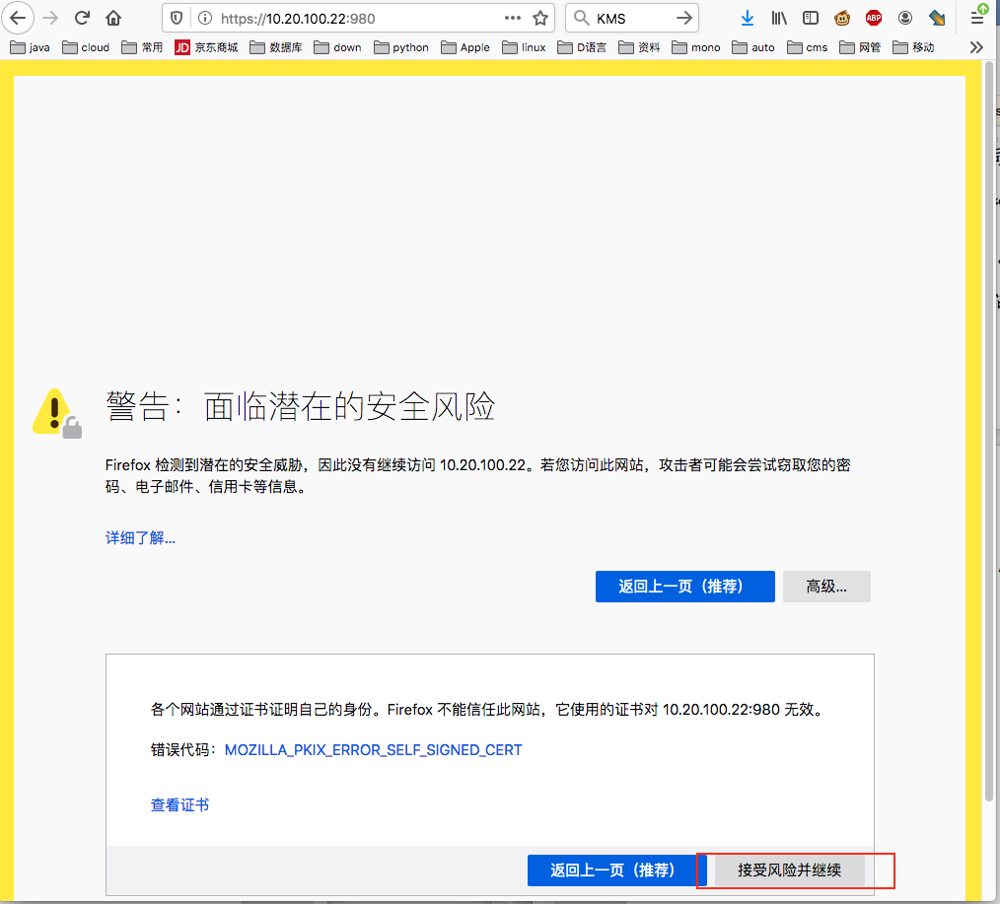 https://10.20.100.22:980 KMS
java cloud 常用 JD 京东商城 数据库 down python Apple linux D语言 资料 mono auto cms 网管 移动
警告：面临潜在的安全风险
Firefox 检测到潜在的安全威胁，因此没有继续访问 10.20.100.22。若您访问此网站，攻击者可能会尝试窃取您的密
码、电子邮件、信用卡等信息。
详细了解...
返回上一页（推荐） 高级...
各个网站通过证书证明自己的身份。Firefox 不能信任此网站，它使用的证书对 10.20.100.22:980 无效。
错误代码：MOZILLA_PKIX_ERROR_SELF_SIGNED_CERT
查看证书
返回上一页（推荐） 接受风险并继续